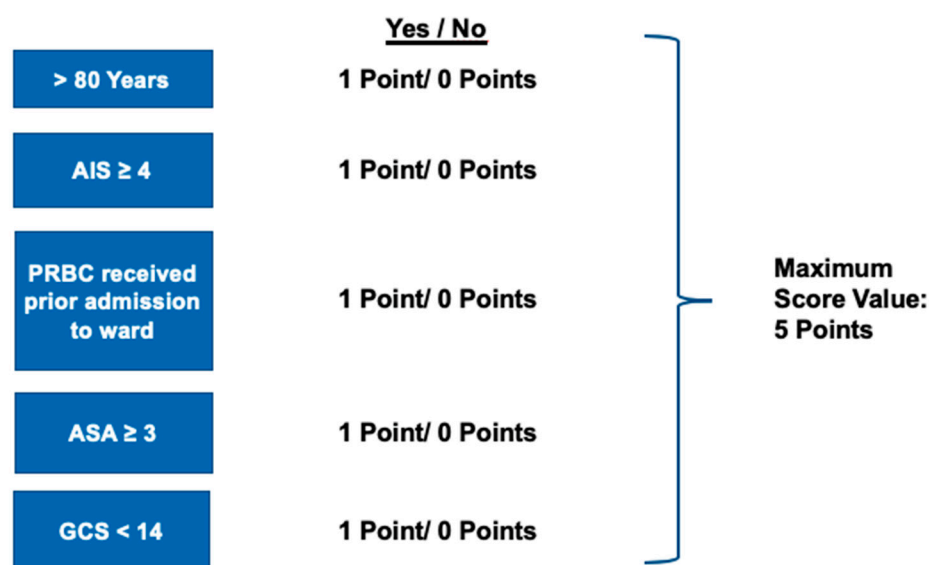 Yes / No
> 80 Years
1 Point/ 0 Points
AIS ≥ 4
1 Point/ 0 Points
PRBC received
prior admission
to ward
1 Point/ 0 Points
ASA ≥ 3
1 Point/ 0 Points
GCS < 14
1 Point/ 0 Points
Maximum
Score Value:
5 Points